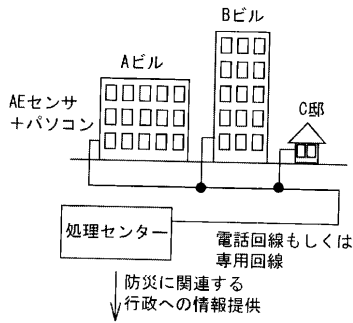 Bビル
Aビル
AEセンサ
+パソコン
C邸
処理センター
電話回線もしくは
専用回線
防災に関連する
行政への情報提供